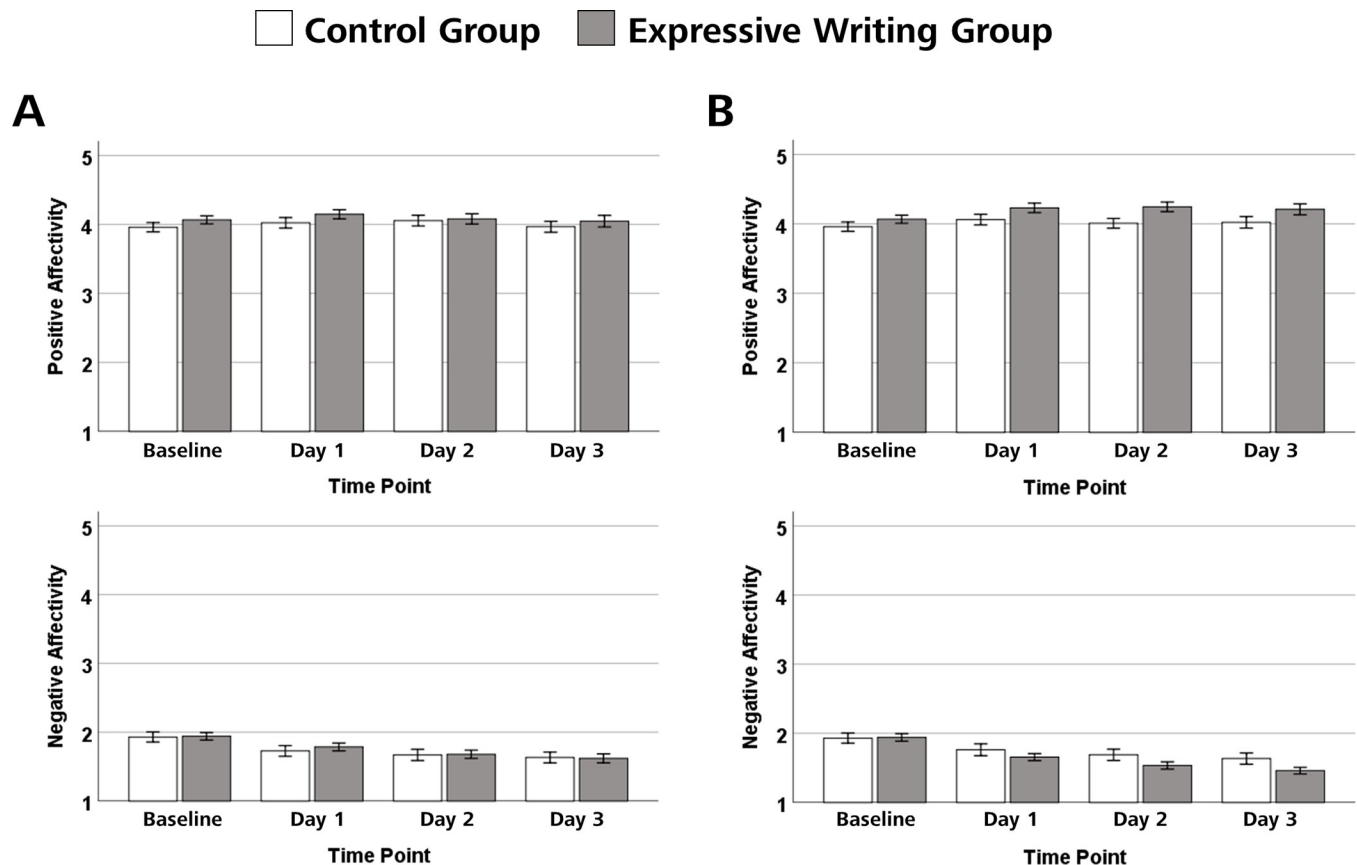 Control Group Expressive Writing Group
A
5
4
3
2
1
Positive Affectivity
Baseline Day 1 Day 2 Day 3
Time Point
5
4
3
2
1
Negative Affectivity
Baseline Day 1 Day 2 Day 3
Time Point
B
5
4
3
2
1
Positive Affectivity
Baseline Day 1 Day 2 Day 3
Time Point
5
4
3
2
1
Negative Affectivity
Baseline Day 1 Day 2 Day 3
Time Point